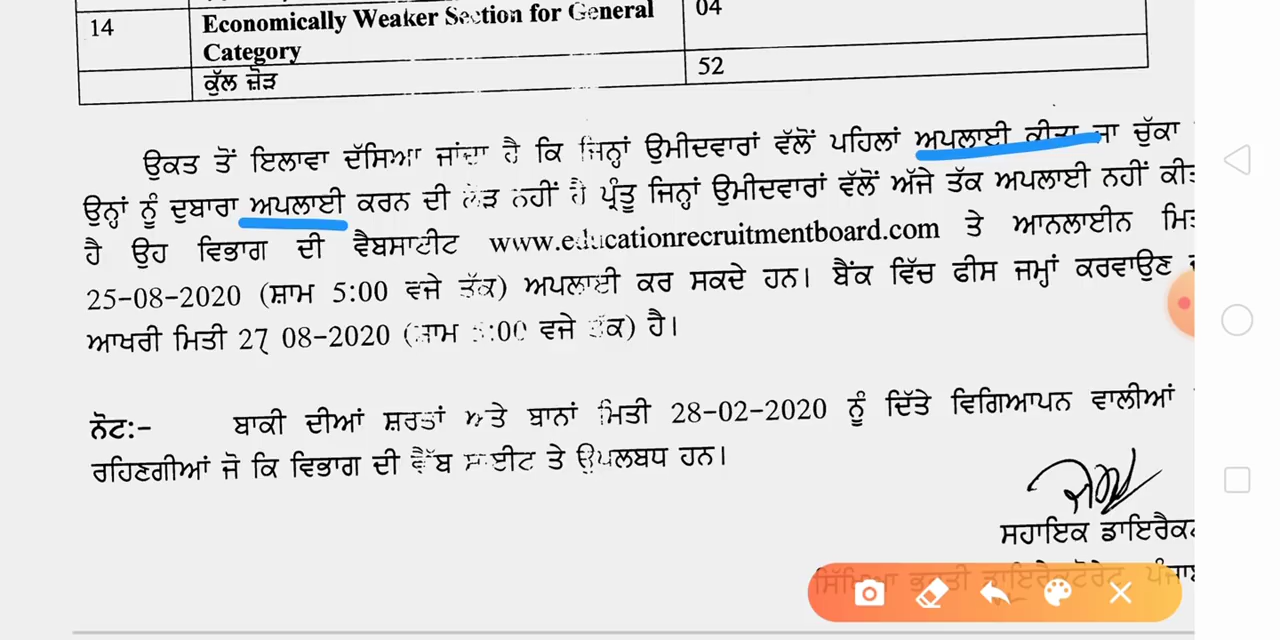 14 Economically Weaker Section for General 04
Category
ਕੁੱਲ ਜੋੜ 52
ਉਕਤ ਤੋਂ ਇਲਾਵਾ ਦੱਸਿਆ ਜਾਂਦਾ ਹੈ ਕਿ ਜਿਨ੍ਹਾਂ ਉਮੀਦਵਾਰਾਂ ਵੱਲੋਂ ਪਹਿਲਾਂ ਅਪਲਾਈ ਕੀਤਾ ਜਾ ਚੁੱਕਾ
ਉਨ੍ਹਾਂ ਨੂੰ ਦੁਬਾਰਾ ਅਪਲਾਈ ਕਰਨ ਦੀ ਲੋੜ ਨਹੀਂ ਹੈ ਪ੍ਰੰਤੂ ਜਿਨ੍ਹਾਂ ਉਮੀਦਵਾਰਾਂ ਵੱਲੋਂ ਅੱਜੇ ਤੱਕ ਅਪਲਾਈ ਨਹੀਂ
ਹੈ ਉਹ ਵਿਭਾਗ ਦੀ ਵੈਬਸਾਈਟ www.educationrecruitmentboard.com ਤੇ ਆਨਲਾਈਨ
25-08-2020 (ਸ਼ਾਮ 5:00 ਵਜੇ ਤੱਕ) ਅਪਲਾਈ ਕਰ ਸਕਦੇ ਹਨ। ਬੈਂਕ ਵਿੱਚ ਫੀਸ ਜਮ੍ਹਾਂ ਕਰਵਾਉਣ
ਆਖਰੀ ਮਿਤੀ 27 08-2020 (ਸ਼ਾਮ 5:00 ਵਜੇ ਤੱਕ) ਹੈ।
ਨੋਟ:- ਬਾਕੀ ਦੀਆਂ ਸ਼ਰਤਾਂ ਅਤੇ ਬਾਨਾਂ ਮਿਤੀ 28-02-2020 ਨੂੰ ਦਿੱਤੇ ਵਿਗਿਆਪਨ ਵਾਲੀਆਂ
ਰਹਿਣਗੀਆਂ ਜੋ ਕਿ ਵਿਭਾਗ ਦੀ ਵੈੱਬ ਸਾਈਟ ਤੇ ਉਪਲਬਧ ਹਨ।
ਸਹਾਇਕ
ਸਿੱਖਿਆ ਭਰਤੀ ਡਾਇਰੈਕਟੋਰੇਟ,